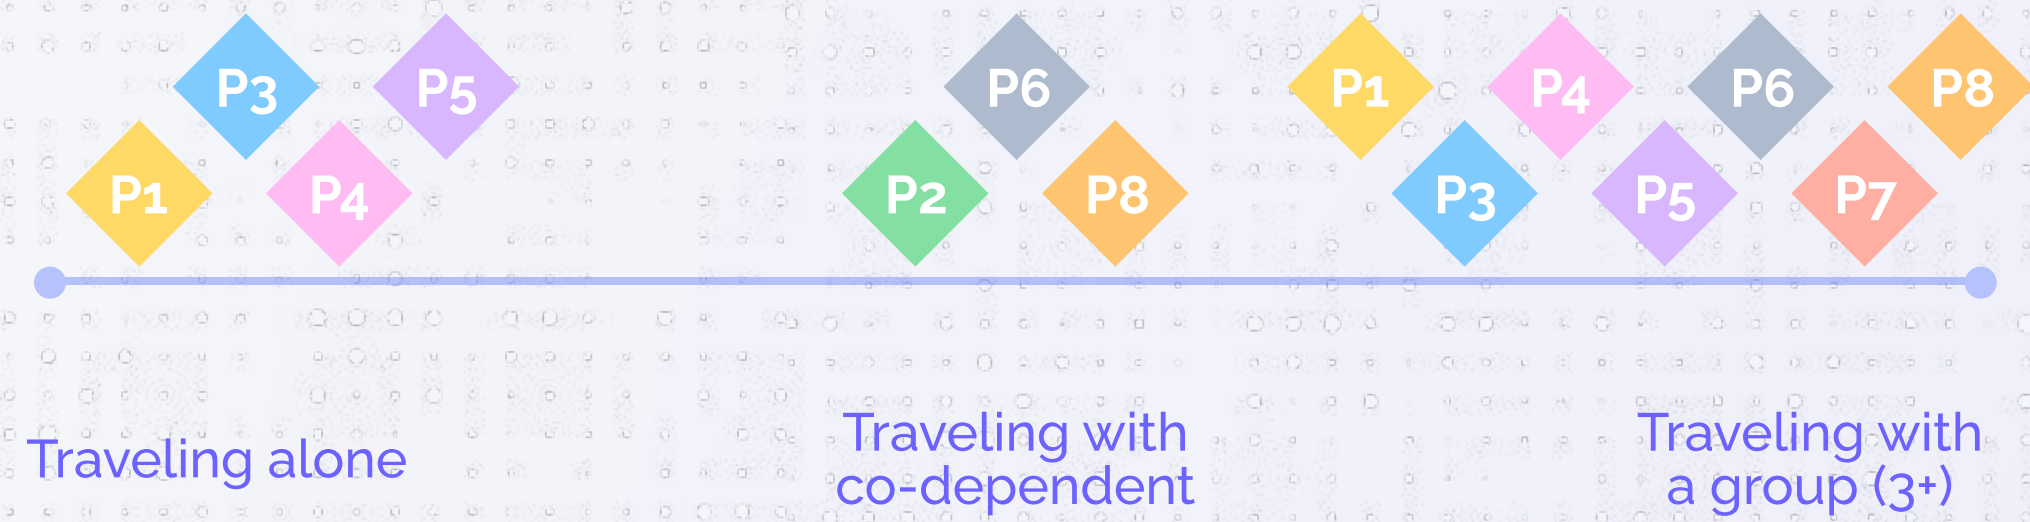 P3 P5 P6 P1 P4 P6 P8
P1 P4 P2 P8 P3 P5 P7
Traveling alone
Traveling with
co-dependent
Traveling with
a group (3+)